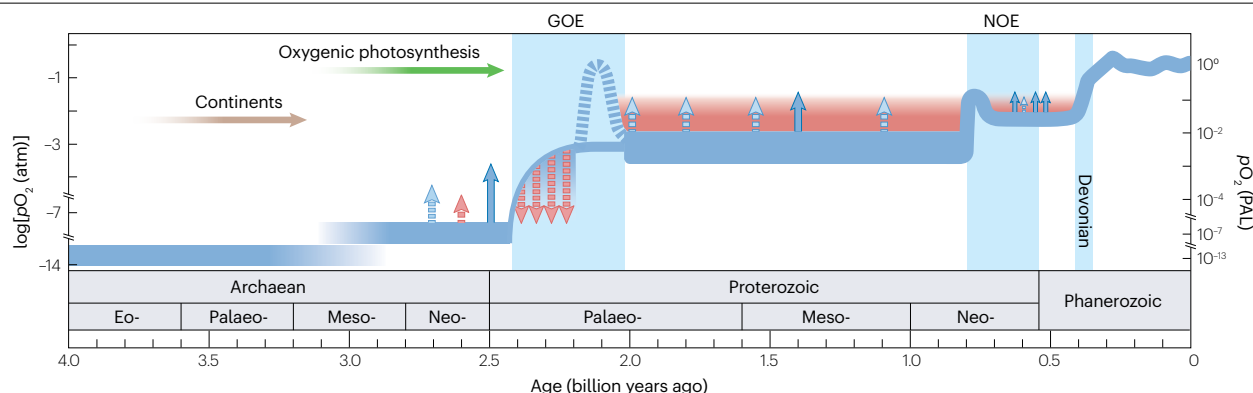 GOE
NOE
Oxygenic photosynthesis
Continents
Devonian
log[pO₂ (atm)]
−1
−3
−7
−14
10⁰
10⁻²
10⁻⁴
10⁻⁷
10⁻¹³
pO₂ (PAL)
Archaean
Proterozoic
Phanerozoic
Eo-
Palaeo-
Meso-
Neo-
Palaeo-
Meso-
Neo-
4.0
3.5
3.0
2.5
2.0
1.5
1.0
0.5
0
Age (billion years ago)